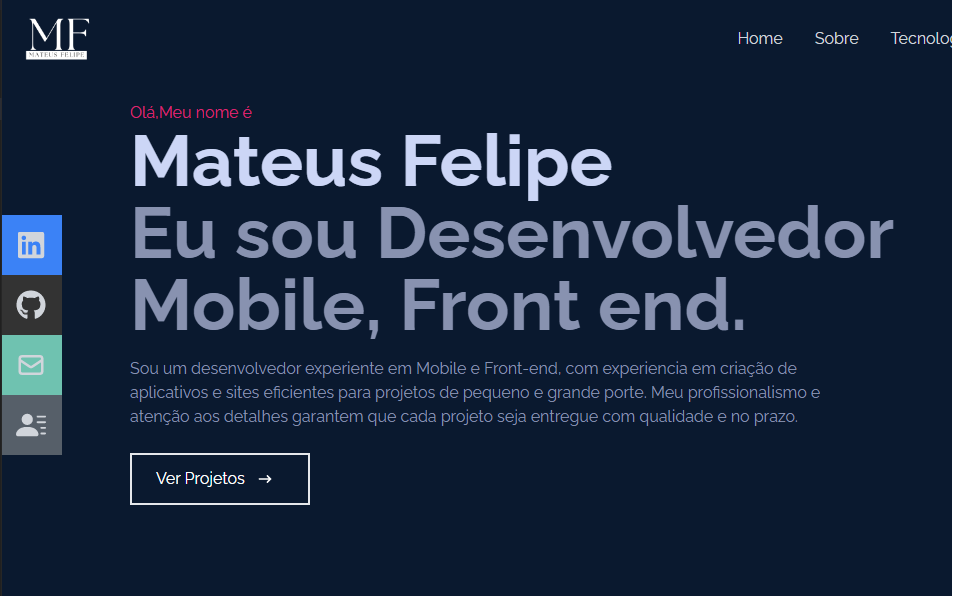 MF
MATEUS FELIPE
Home Sobre Tecnolog
Olá,Meu nome é
Mateus Felipe
Eu sou Desenvolvedor
Mobile, Front end.
in
Sou um desenvolvedor experiente em Mobile e Front-end, com experiencia em criação de
aplicativos e sites eficientes para projetos de pequeno e grande porte. Meu profissionalismo e
atenção aos detalhes garantem que cada projeto seja entregue com qualidade e no prazo.
Ver Projetos →